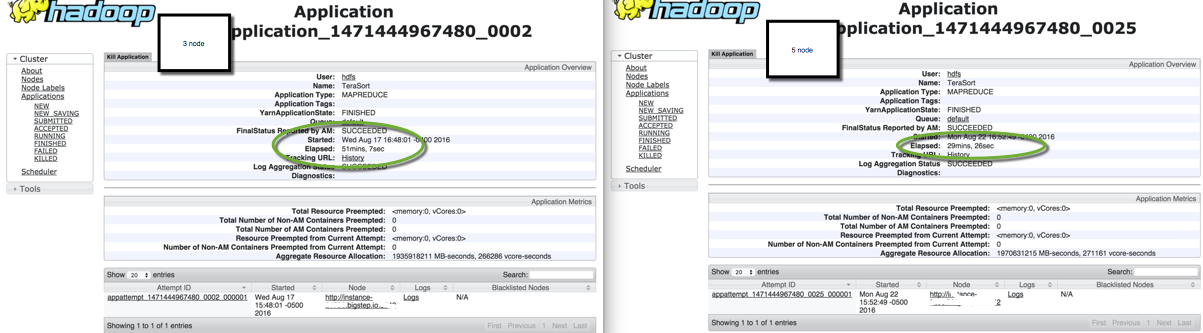 hadoop
Application
application_1471444967480_0002
3 node
Cluster
About
Nodes
Node Labels
Applications
NEW
NEW_SAVING
SUBMITTED
ACCEPTED
RUNNING
FINISHED
FAILED
KILLED
Scheduler
Tools
Kill Application
Application Overview
User: hdfs
Name: TeraSort
Application Type: MAPREDUCE
Application Tags:
YarnApplicationState: FINISHED
Queue: default
FinalStatus Reported by AM: SUCCEEDED
Started: Wed Aug 17 16:48:01 -0400 2016
Elapsed: 51mins, 7sec
Tracking URL: History
Log Aggregation Status SUCCEEDED
Diagnostics:
Application Metrics
Total Resource Preempted: <memory:0, vCores:0>
Total Number of Non-AM Containers Preempted: 0
Total Number of AM Containers Preempted: 0
Resource Preempted from Current Attempt: <memory:0, vCores:0>
Number of Non-AM Containers Preempted from Current Attempt: 0
Aggregate Resource Allocation: 1935918211 MB-seconds, 266286 vcore-seconds
Show 20 entries Search:
Attempt ID Started Node Logs Blacklisted Nodes
appattempt_1471444967480_0002_000001 Wed Aug 17 http://instance- Logs N/A
15:48:01 -0500 .bigstep.io
2016
Showing 1 to 1 of 1 entries First Previous 1 Next Last
hadoop
Application
application_1471444967480_0025
5 node
Cluster
About
Nodes
Node Labels
Applications
NEW
NEW_SAVING
SUBMITTED
ACCEPTED
RUNNING
FINISHED
FAILED
KILLED
Scheduler
Tools
Kill Application
Application Overview
User: hdfs
Name: TeraSort
Application Type: MAPREDUCE
Application Tags:
YarnApplicationState: FINISHED
Queue: default
FinalStatus Reported by AM: SUCCEEDED
Started: Mon Aug 22 16:52:49 -0400 2016
Elapsed: 29mins, 26sec
Tracking URL: History
Log Aggregation Status SUCCEEDED
Diagnostics:
Application Metrics
Total Resource Preempted: <memory:0, vCores:0>
Total Number of Non-AM Containers Preempted: 0
Total Number of AM Containers Preempted: 0
Resource Preempted from Current Attempt: <memory:0, vCores:0>
Number of Non-AM Containers Preempted from Current Attempt: 0
Aggregate Resource Allocation: 1970631215 MB-seconds, 271161 vcore-seconds
Show 20 entries Search:
Attempt ID Started Node Logs Blacklisted Nodes
appattempt_1471444967480_0025_000001 Mon Aug 22 Logs N/A
15:52:49 -0500
2016
Showing 1 to 1 of 1 entries First Previous 1 Next Last